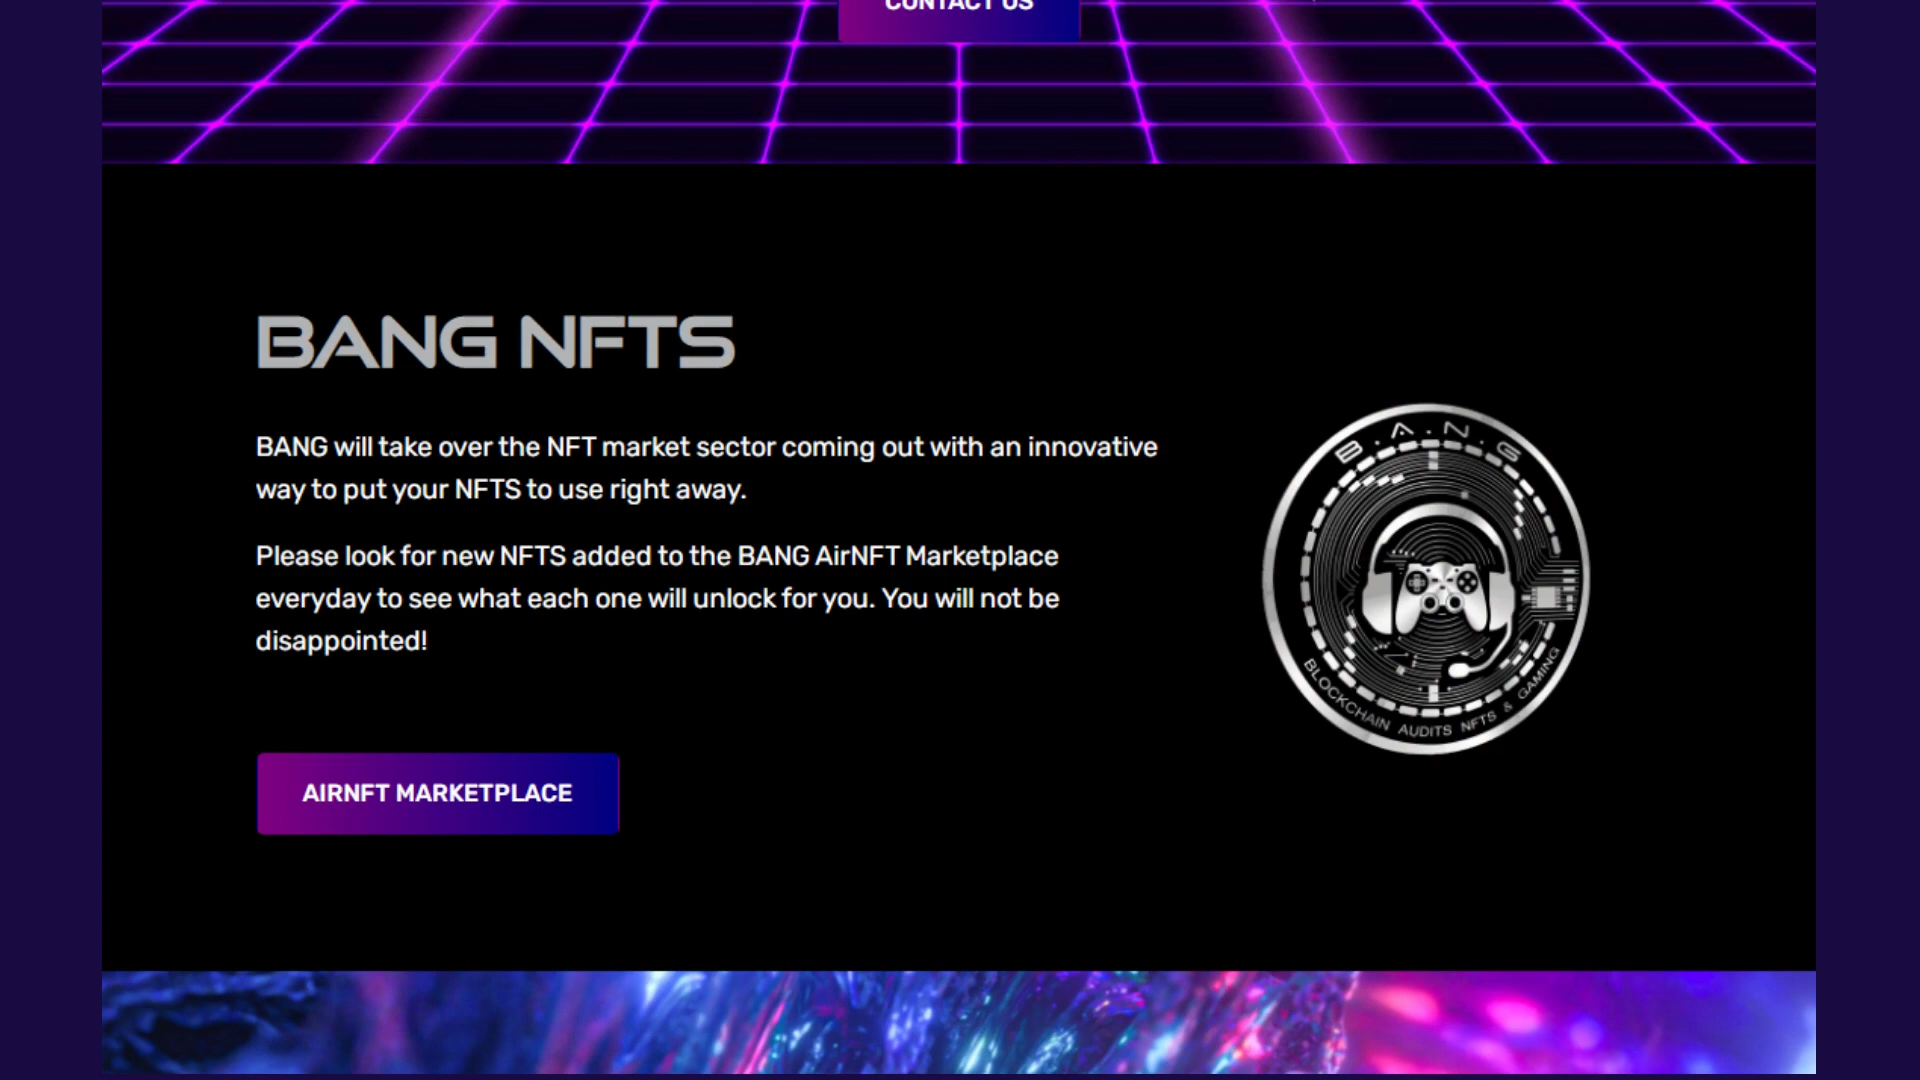 CONTACT US
BANG NFTS
BANG will take over the NFT market sector coming out with an innovative
way to put your NFTS to use right away.
Please look for new NFTS added to the BANG AirNFT Marketplace
everyday to see what each one will unlock for you. You will not be
disappointed!
B.A.N.G
BLOCKCHAIN AUDITS NFTS & GAMING
AIRNFT MARKETPLACE